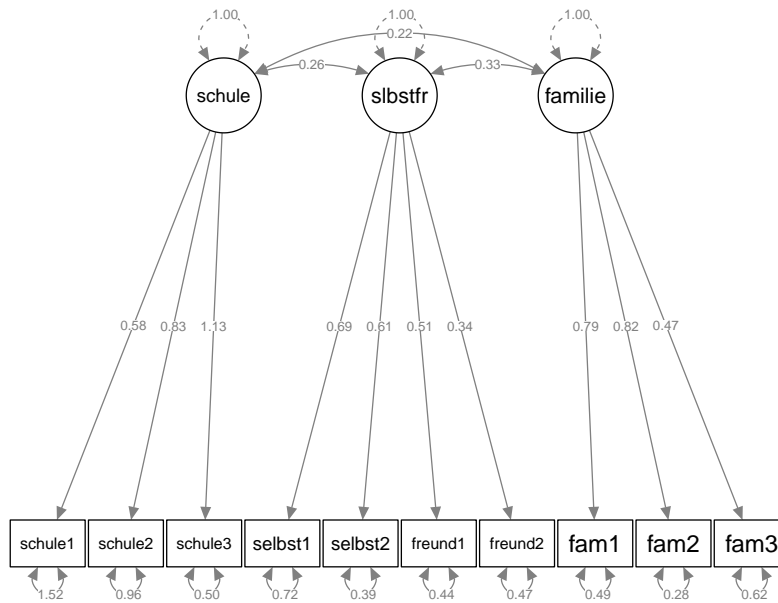 1.00 1.00 1.00
0.22
0.26 0.33
schule slbstfr familie
0.58 0.83 1.13 0.69 0.61 0.51 0.34 0.79 0.82 0.47
schule1 schule2 schule3 selbst1 selbst2 freund1 freund2 fam1 fam2 fam3
1.52 0.96 0.50 0.72 0.39 0.44 0.47 0.49 0.28 0.62